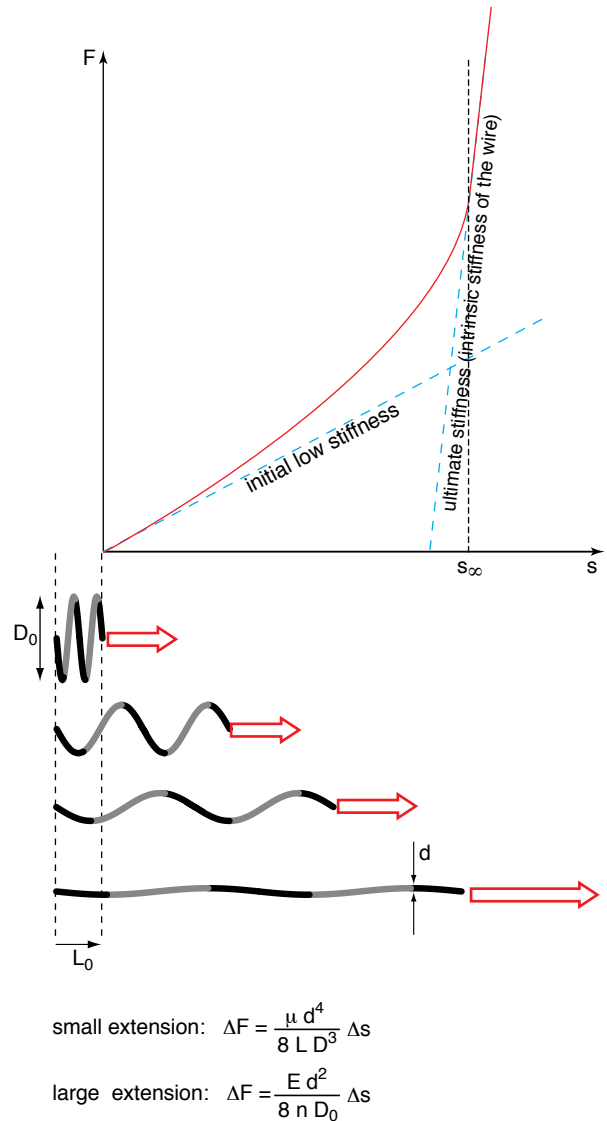 F
ultimate stiffness (intrinsic stiffness of the wire)
initial low stiffness
s∞
s
D₀
d
L₀
small extension: ΔF = μ d⁴ / 8 L D³ Δs
large extension: ΔF = E d² / 8 n D₀ Δs